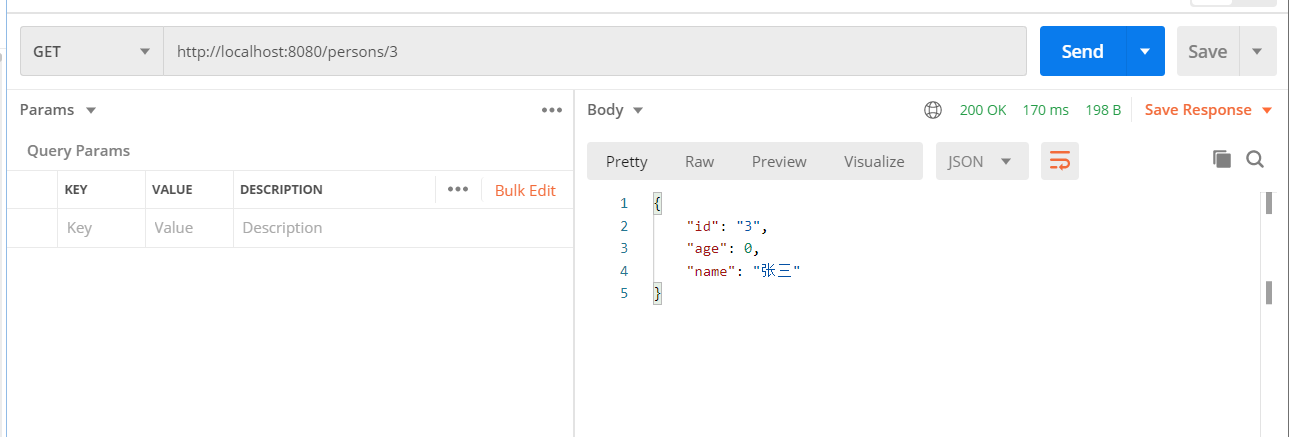 GET http://localhost:8080/persons/3 Send Save
Params Body 200 OK 170 ms 198 B Save Response
Query Params Pretty Raw Preview Visualize JSON
KEY VALUE DESCRIPTION Bulk Edit
Key Value Description
1 {
2 "id": "3",
3 "age": 0,
4 "name": "张三"
5 }